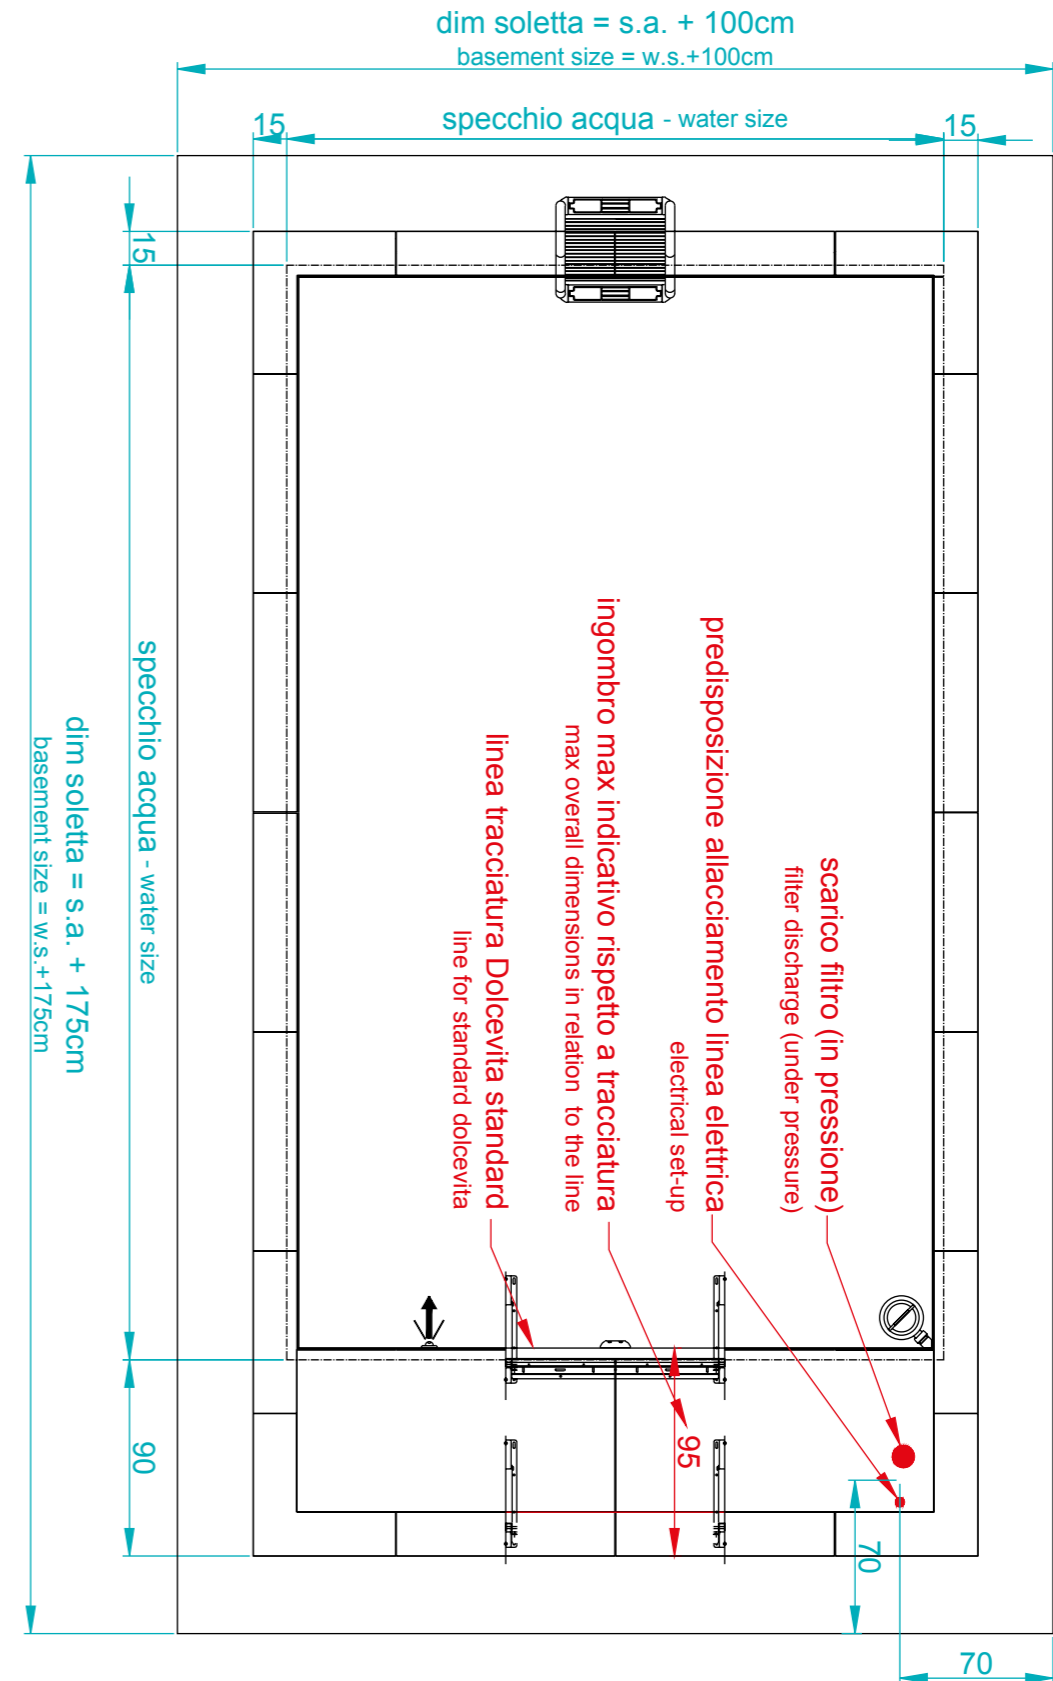 dim soletta = s.a. + 100cm
basement size = w.s.+100cm
15
specchio acqua - water size
15
15
specchio acqua - water size
dim soletta = s.a. + 175cm
basement size = w.s.+175cm
scarico filtro (in pressione)
filter discharge (under pressure)
predisposizione allacciamento linea elettrica
electrical set-up
ingombro max indicativo rispetto a tracciatura
max overall dimensions in relation to the line
linea tracciatura Dolcevita standard
line for standard dolcevita
90
95
70
70